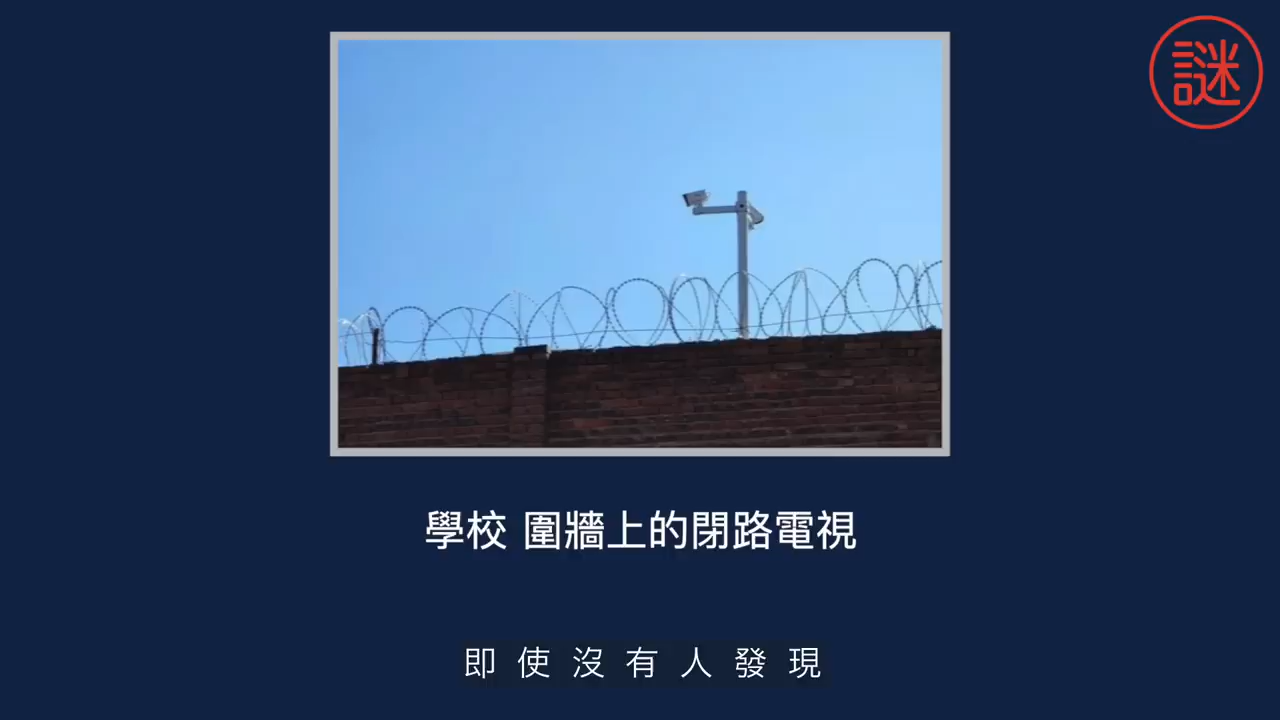 謎
學校 圍牆上的閉路電視
即使沒有人發現